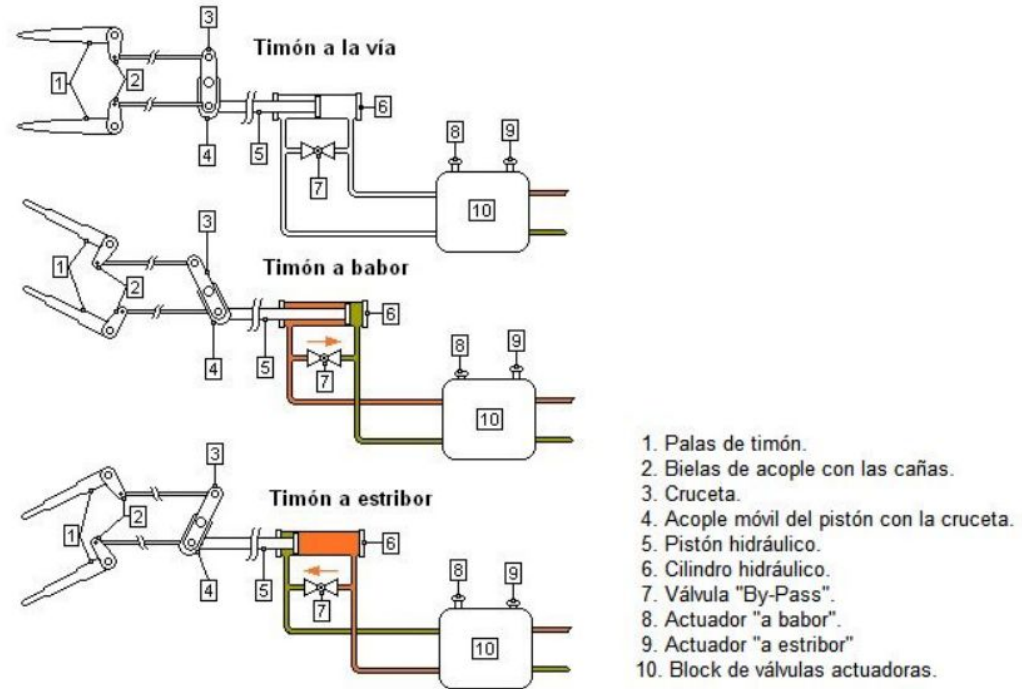 3
Timón a la vía
1
2
6
8
9
4
5
7
10
3
Timón a babor
1
2
6
8
9
4
5
7
10
3
Timón a estribor
1
2
6
8
9
4
5
7
10
1. Palas de timón.
2. Bielas de acople con las cañas.
3. Cruceta.
4. Acople móvil del pistón con la cruceta.
5. Pistón hidráulico.
6. Cilindro hidráulico.
7. Válvula "By-Pass".
8. Actuador "a babor".
9. Actuador "a estribor"
10. Block de válvulas actuadoras.